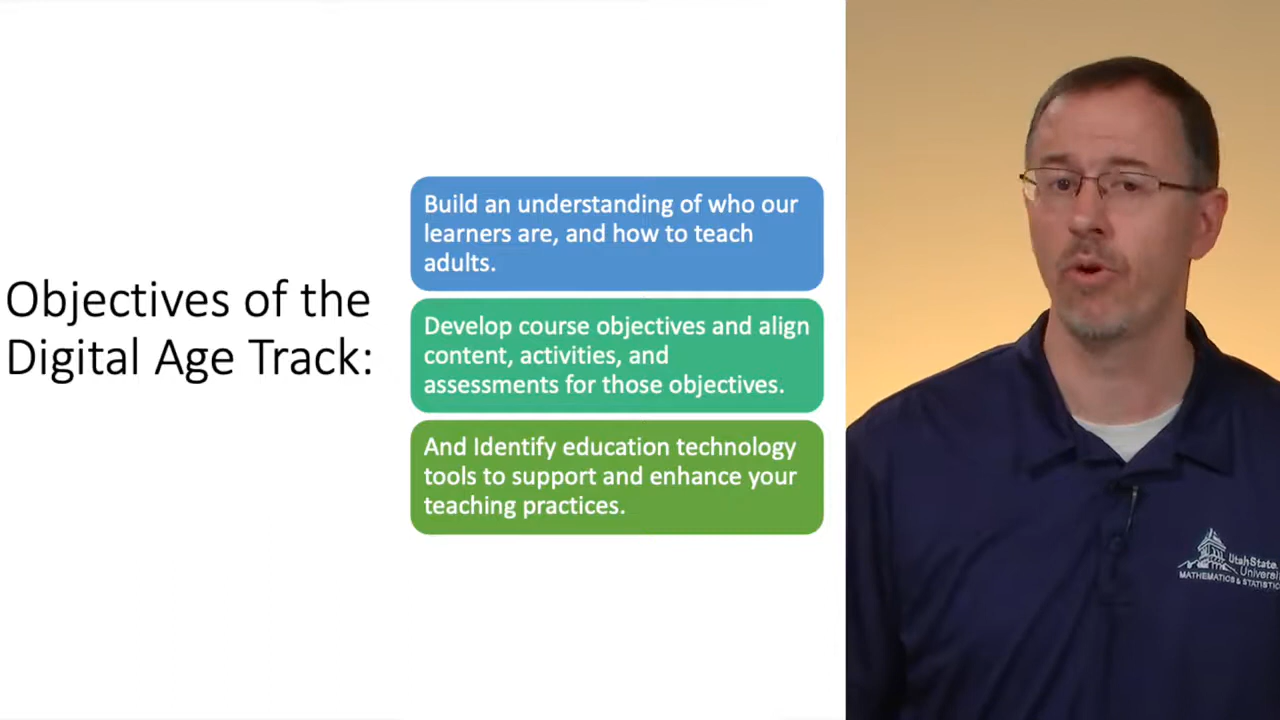 Objectives of the
Digital Age Track:
Build an understanding of who our
learners are, and how to teach
adults.
Develop course objectives and align
content, activities, and
assessments for those objectives.
And Identify education technology
tools to support and enhance your
teaching practices.
UtahState
University
MATHEMATICS & STATISTICS